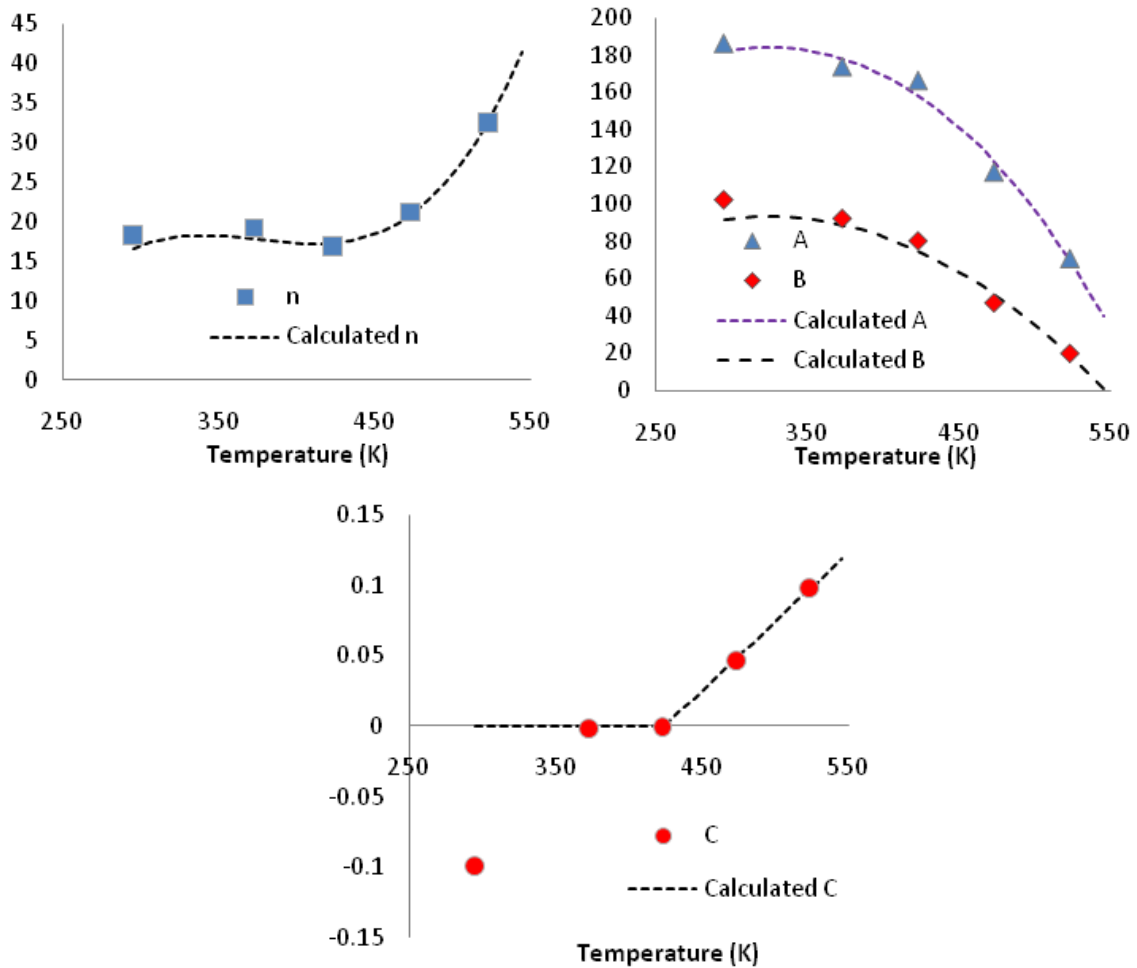 45
40
35
30
25
20
15
10
5
0
n
Calculated n
250 350 450 550
Temperature (K)
200
180
160
140
120
100
80
60
40
20
0
A
B
Calculated A
Calculated B
250 350 450 550
Temperature (K)
0.15
0.1
0.05
0
250 350 450 550
-0.05
-0.1
-0.15
C
Calculated C
Temperature (K)